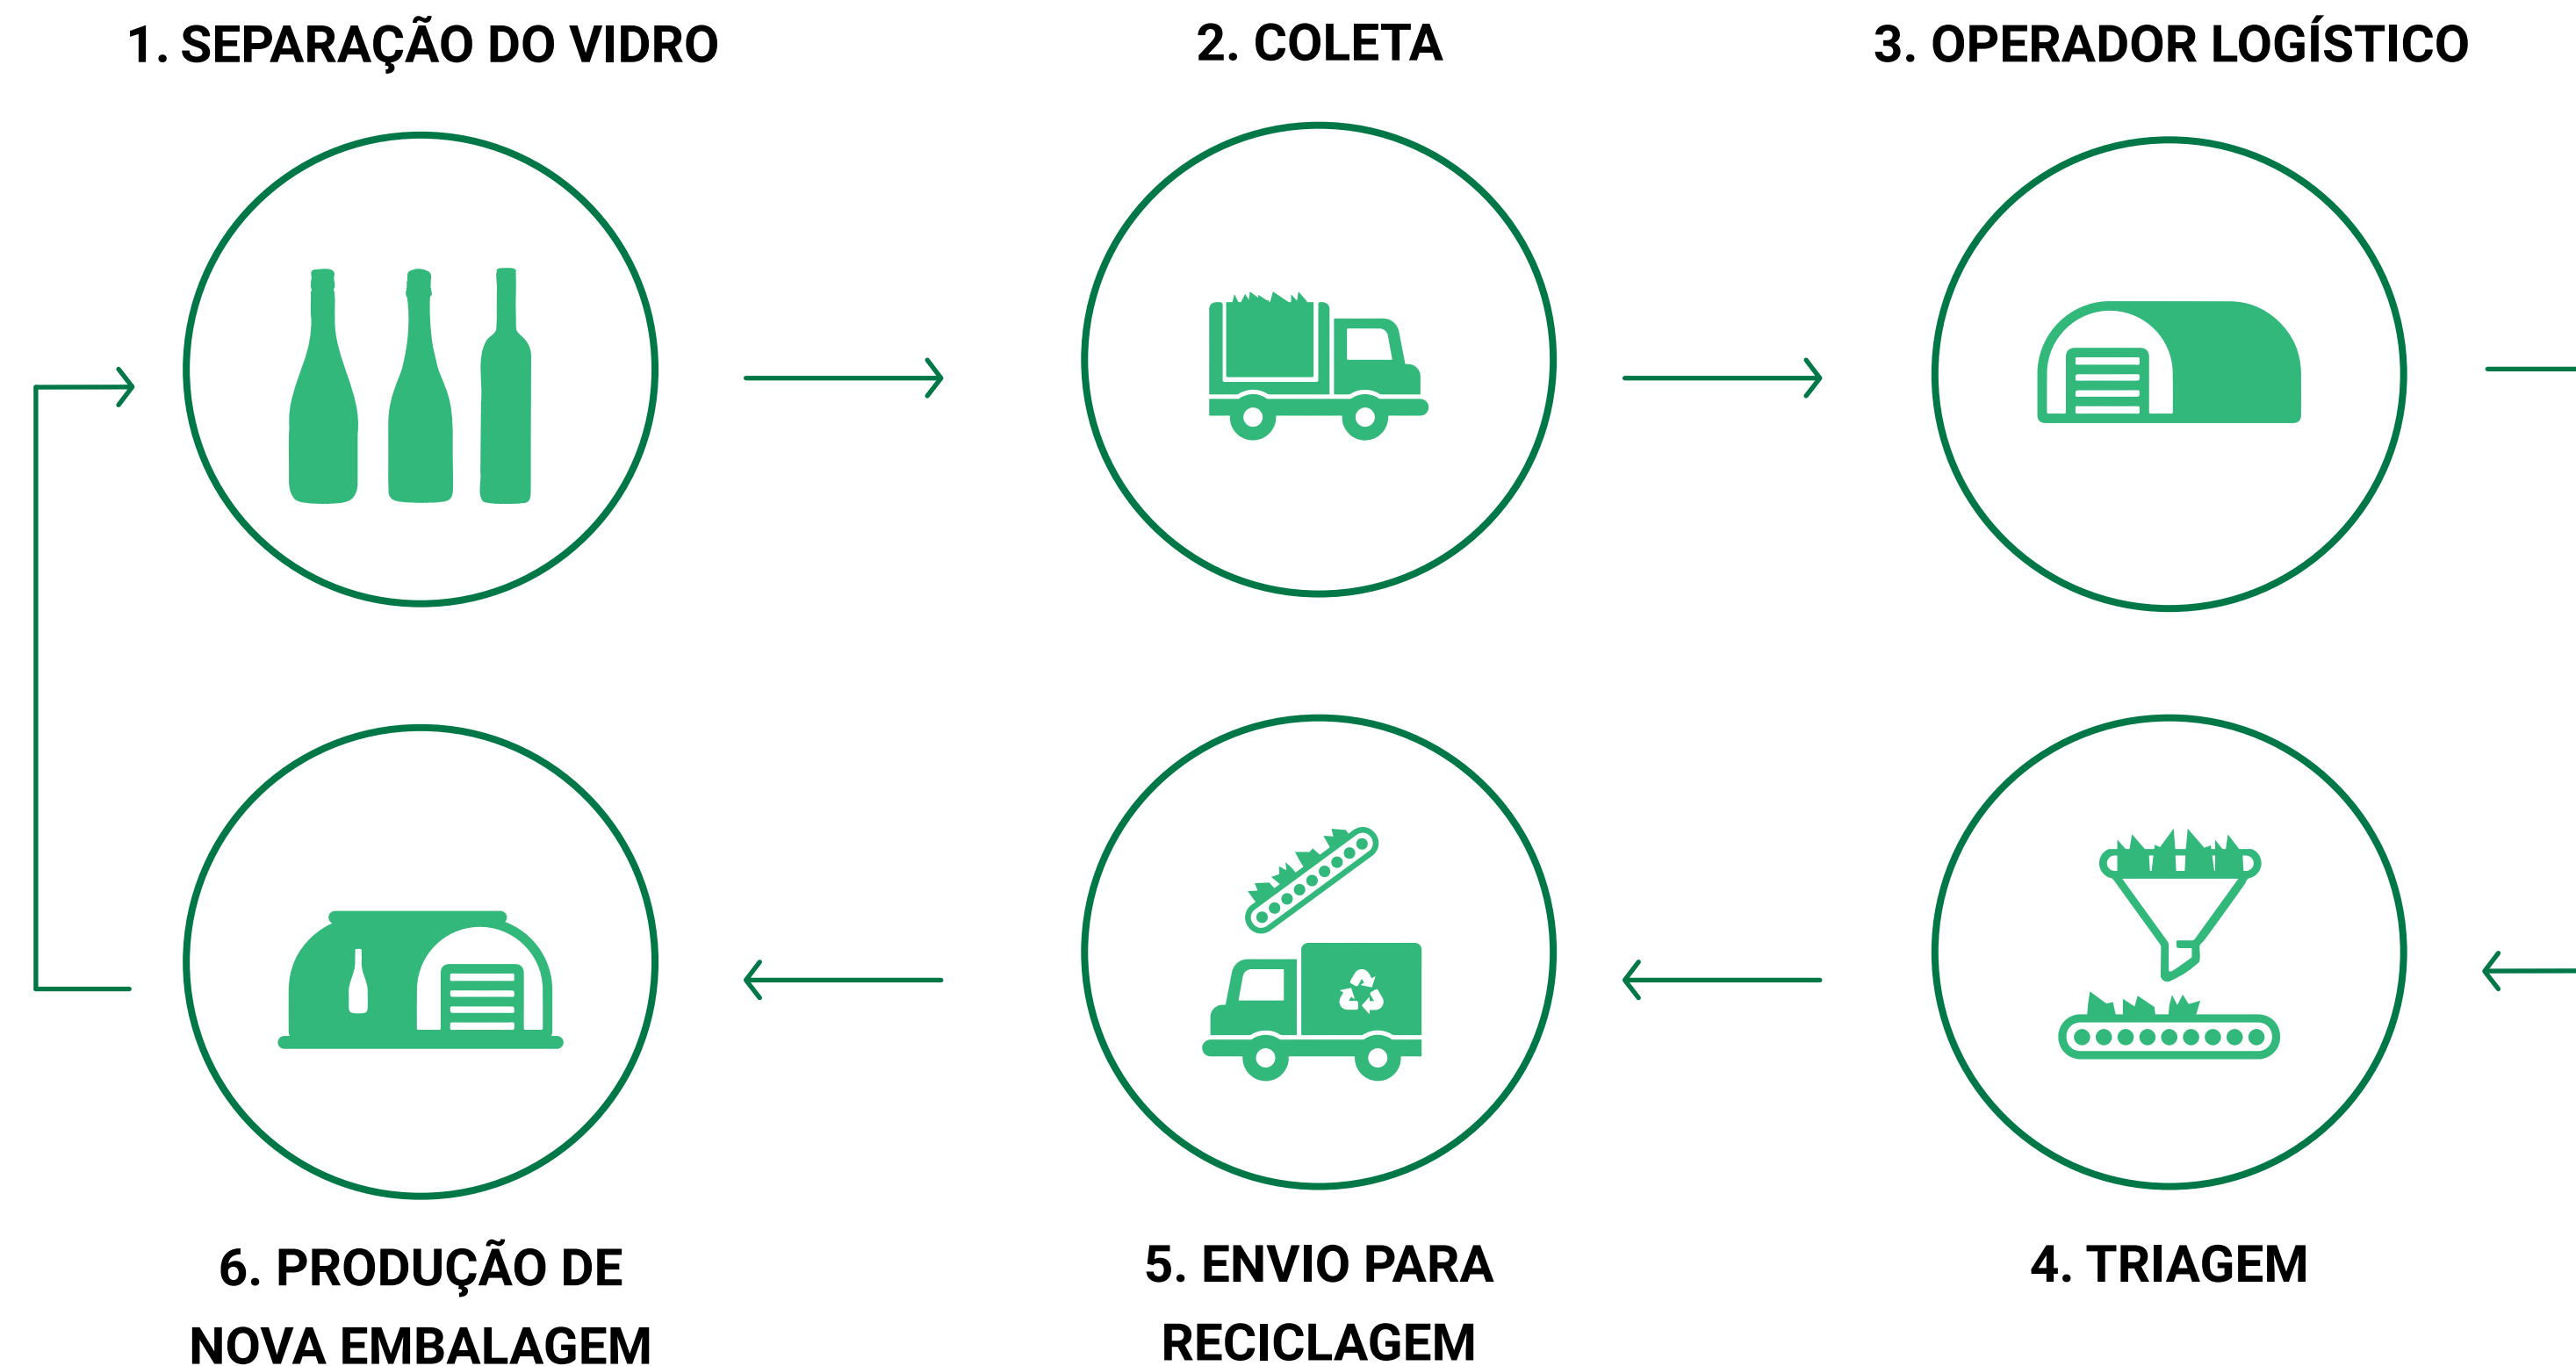 1. SEPARAÇÃO DO VIDRO
2. COLETA
3. OPERADOR LOGÍSTICO
4. TRIAGEM
5. ENVIO PARA
RECICLAGEM
6. PRODUÇÃO DE
NOVA EMBALAGEM